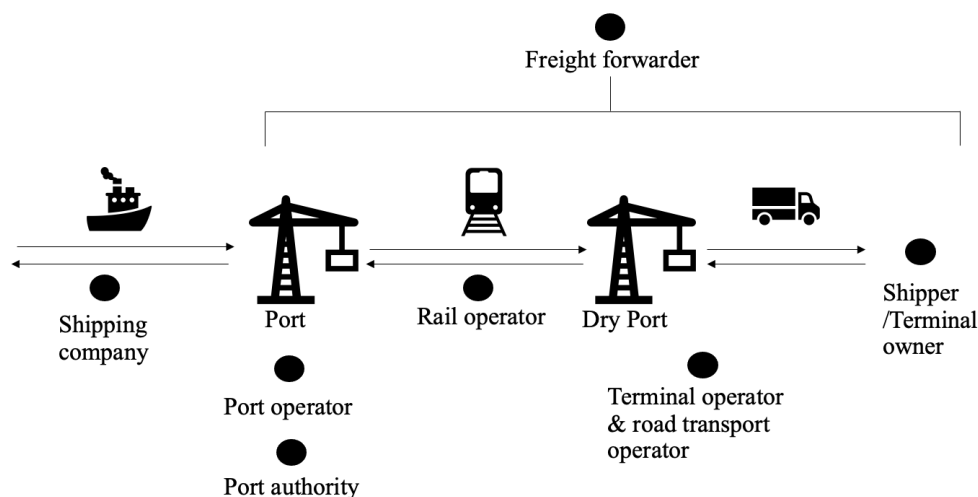 Freight forwarder
Shipping
company
Port
Rail operator
Dry Port
Shipper
/Terminal
owner
Port operator
Terminal operator
& road transport
operator
Port authority